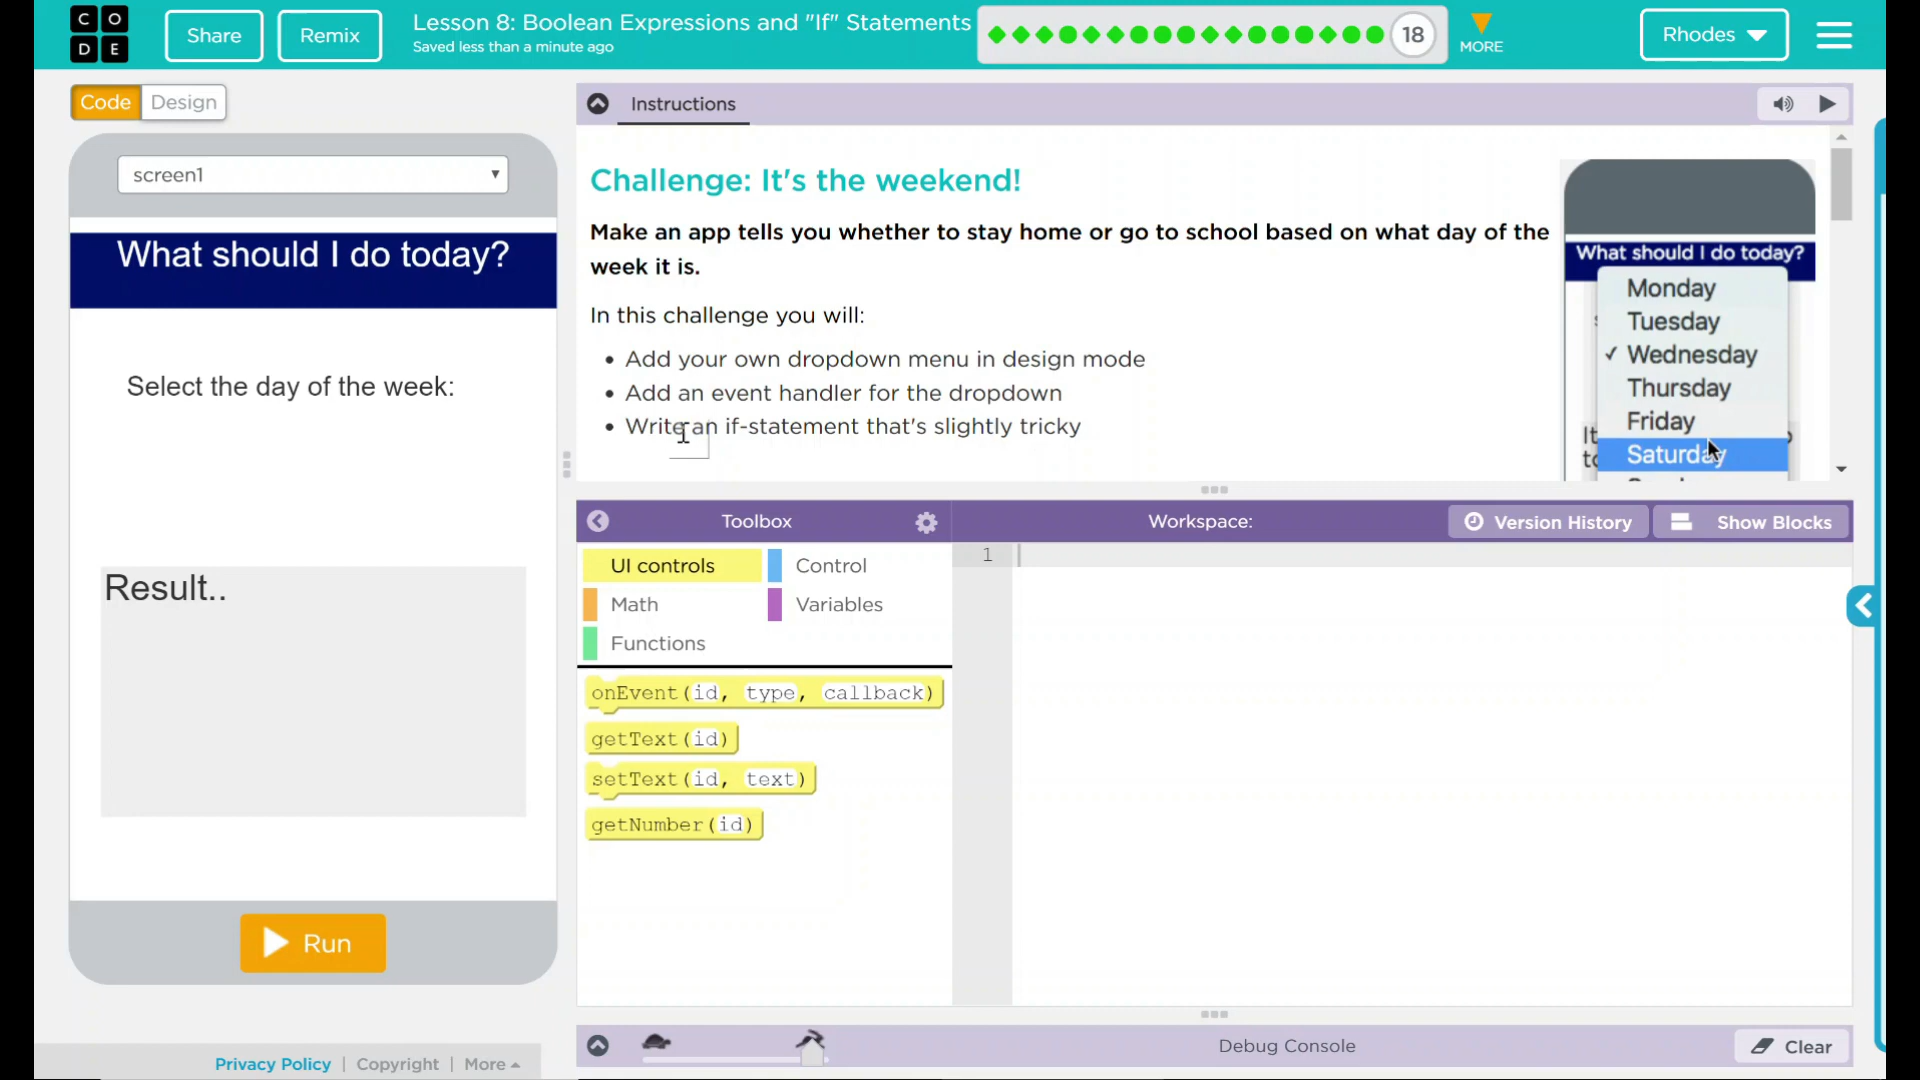 C O
D E
Share
Remix
Lesson 8: Boolean Expressions and "If" Statements
Saved less than a minute ago
18
MORE
Rhodes
Code
Design
Instructions
screen1
What should I do today?
Select the day of the week:
Result..
Run
Challenge: It's the weekend!
Make an app tells you whether to stay home or go to school based on what day of the
week it is.
In this challenge you will:
Add your own dropdown menu in design mode
Add an event handler for the dropdown
Write an if-statement that's slightly tricky
What should I do today?
Monday
Tuesday
✓ Wednesday
Thursday
Friday
Saturday
Toolbox
Workspace:
Version History
Show Blocks
UI controls
Control
Math
Variables
Functions
onEvent(id, type, callback)
getText(id)
setText(id, text)
getNumber(id)
1
Debug Console
Clear
Privacy Policy | Copyright | More